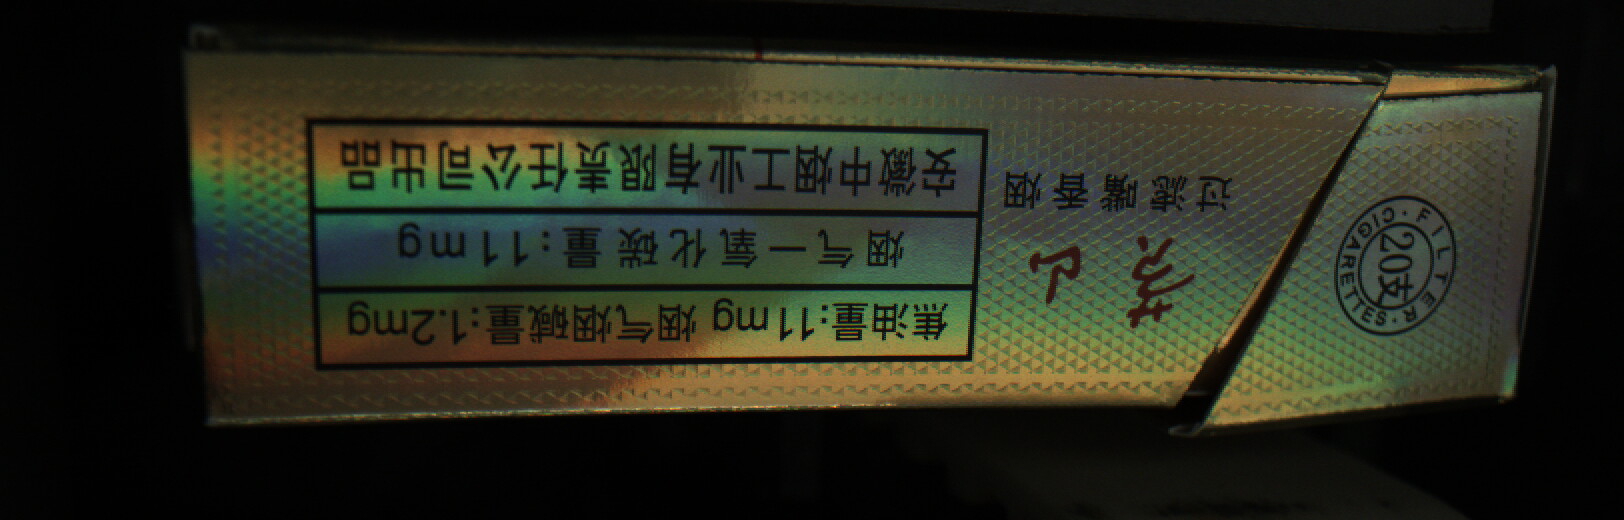 FILTER
20支
CIGARETTES
黄山
过滤嘴香烟
焦油量:11mg 烟气烟碱量:1.2mg
烟气一氧化碳量:11mg
安徽中烟工业有限责任公司出品